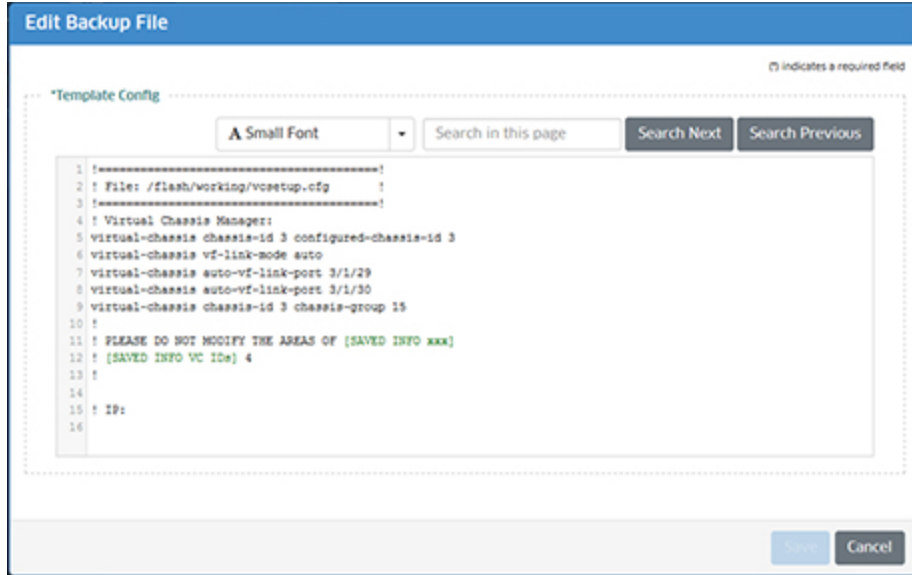 Edit Backup File
(*) indicates a required field
*Template Config
A Small Font
Search in this page
Search Next
Search Previous
1 !========================================!
2 ! File: /flash/working/vcsetup.cfg !
3 !========================================!
4 ! Virtual Chassis Manager:
5 virtual-chassis chassis-id 3 configured-chassis-id 3
6 virtual-chassis vf-link-mode auto
7 virtual-chassis auto-vf-link-port 3/1/29
8 virtual-chassis auto-vf-link-port 3/1/30
9 virtual-chassis chassis-id 3 chassis-group 15
10 !
11 ! PLEASE DO NOT MODIFY THE AREAS OF [SAVED INFO xxx]
12 ! [SAVED INFO VC IDs] 4
13 !
14
15 ! IP:
16
Save
Cancel